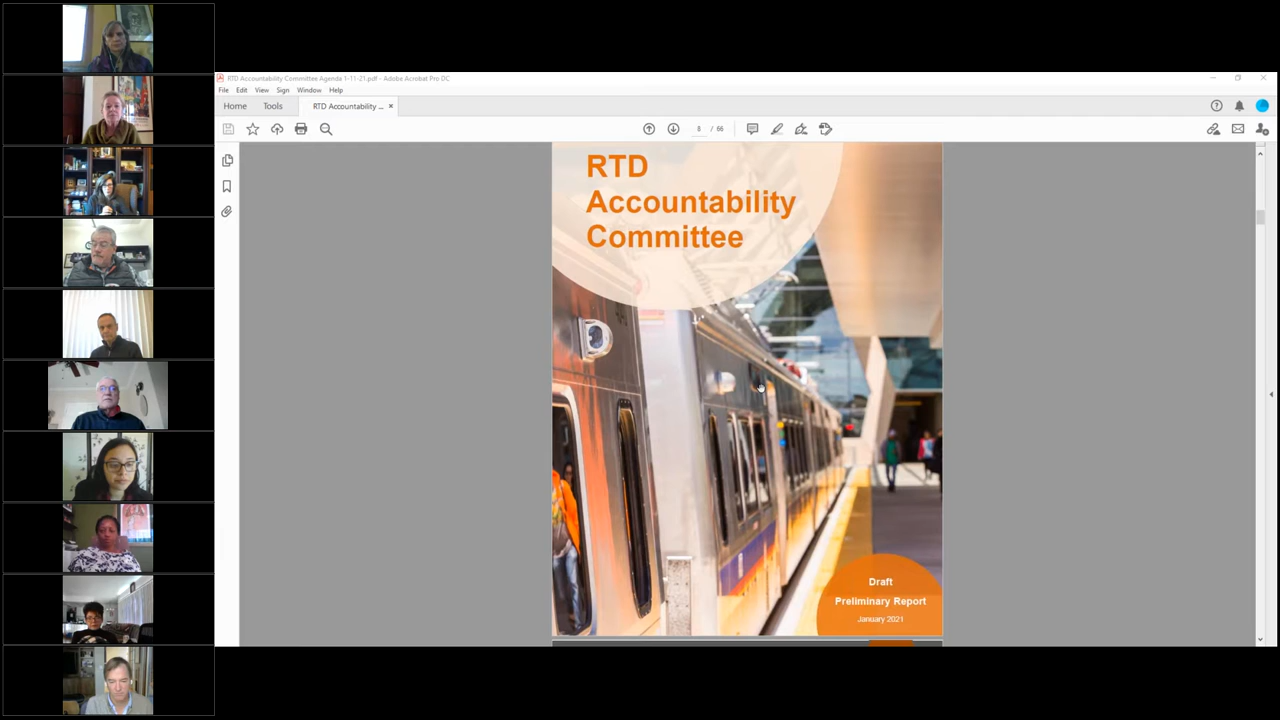 RTD Accountability Committee Agenda 1-11-21.pdf - Adobe Acrobat Pro DC
File Edit View Sign Window Help
Home Tools RTD Accountability ... ×
8 / 66
RTD
Accountability
Committee
Draft
Preliminary Report
January 2021